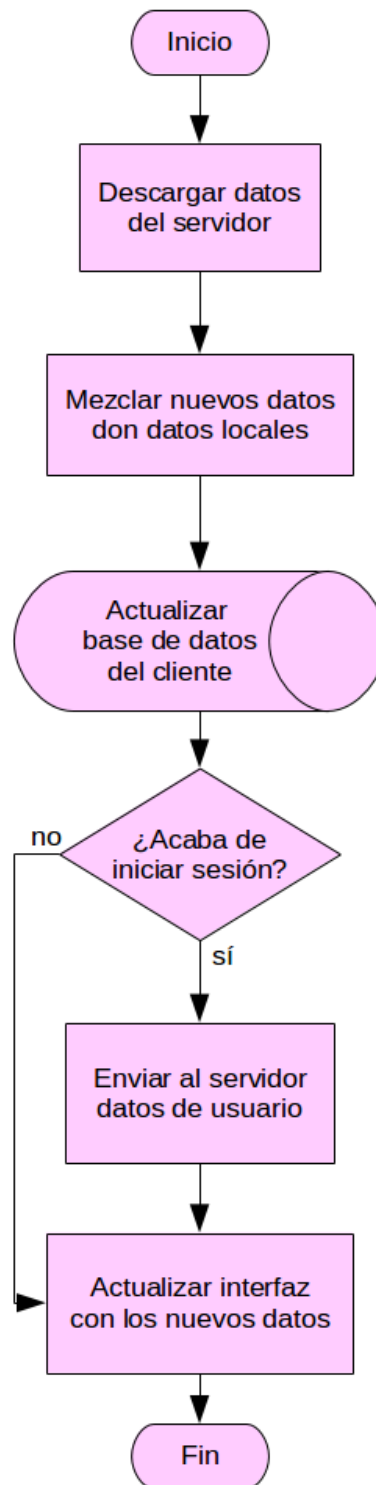 Inicio
Descargar datos
del servidor
Mezclar nuevos datos
don datos locales
Actualizar
base de datos
del cliente
¿Acaba de
iniciar sesión?
no
sí
Enviar al servidor
datos de usuario
Actualizar interfaz
con los nuevos datos
Fin